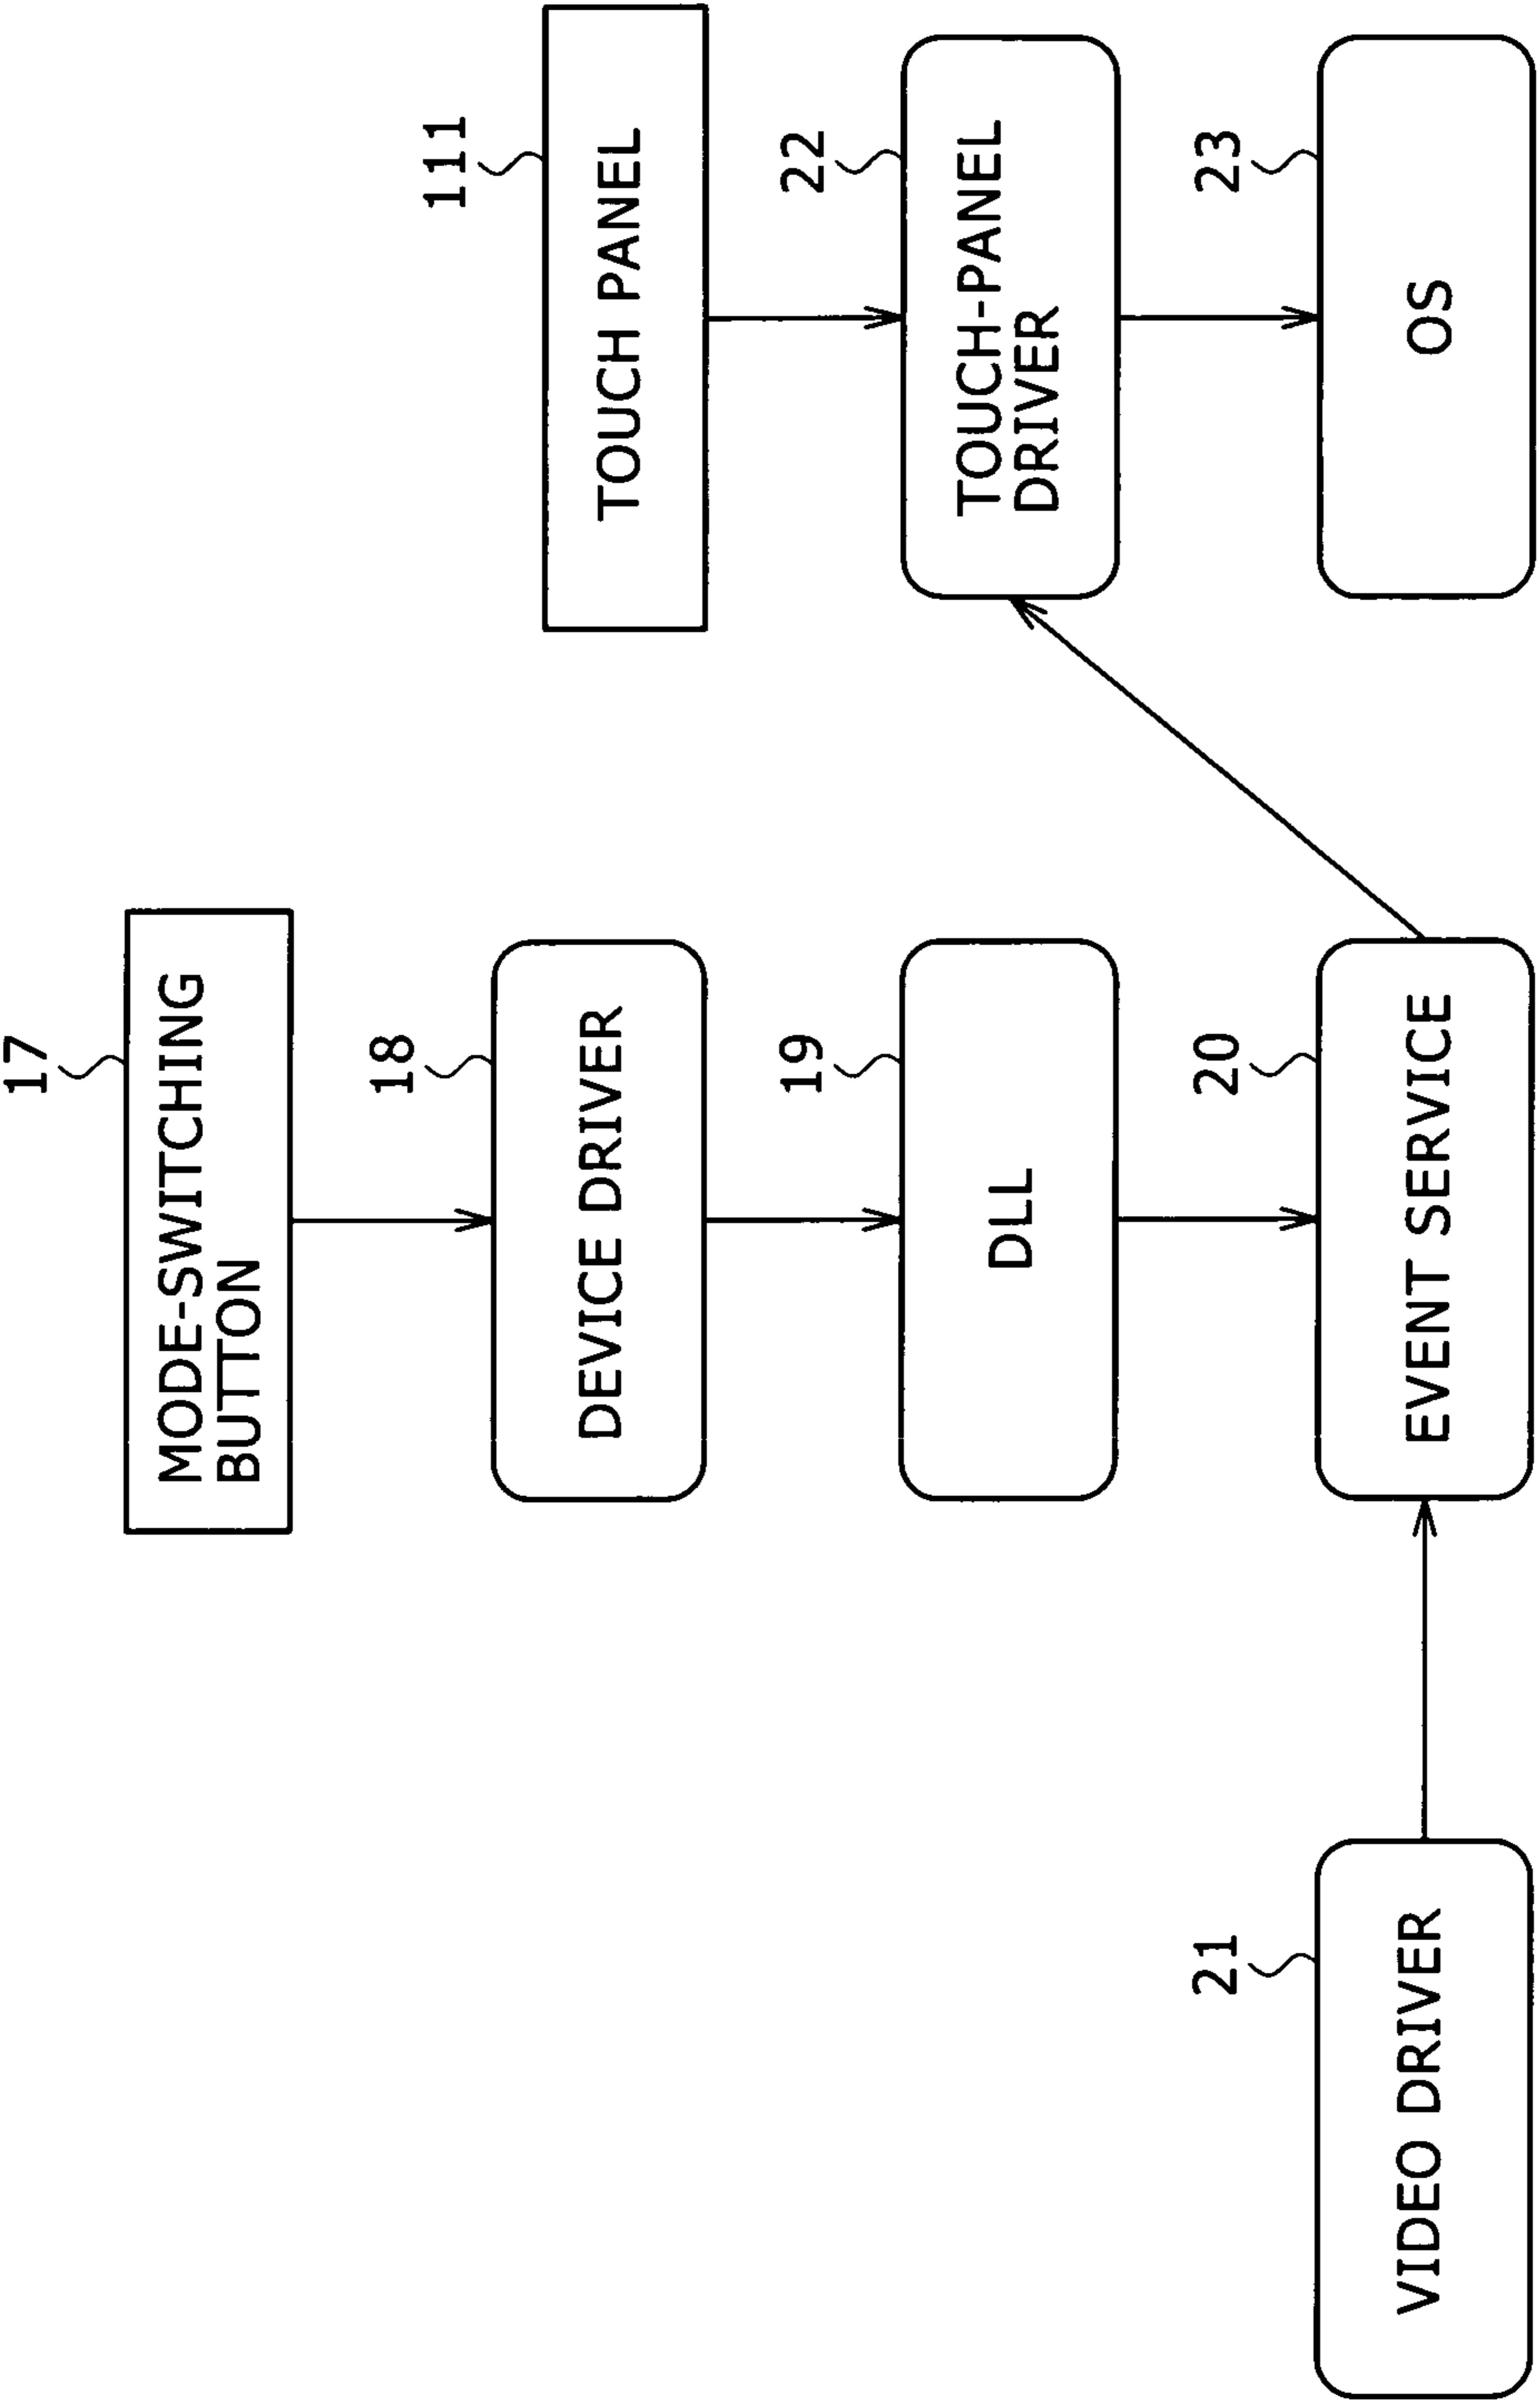 17
MODE-SWITCHING
BUTTON
18
DEVICE DRIVER
111
TOUCH PANEL
19
DLL
22
TOUCH-PANEL
DRIVER
21
VIDEO DRIVER
20
EVENT SERVICE
23
OS